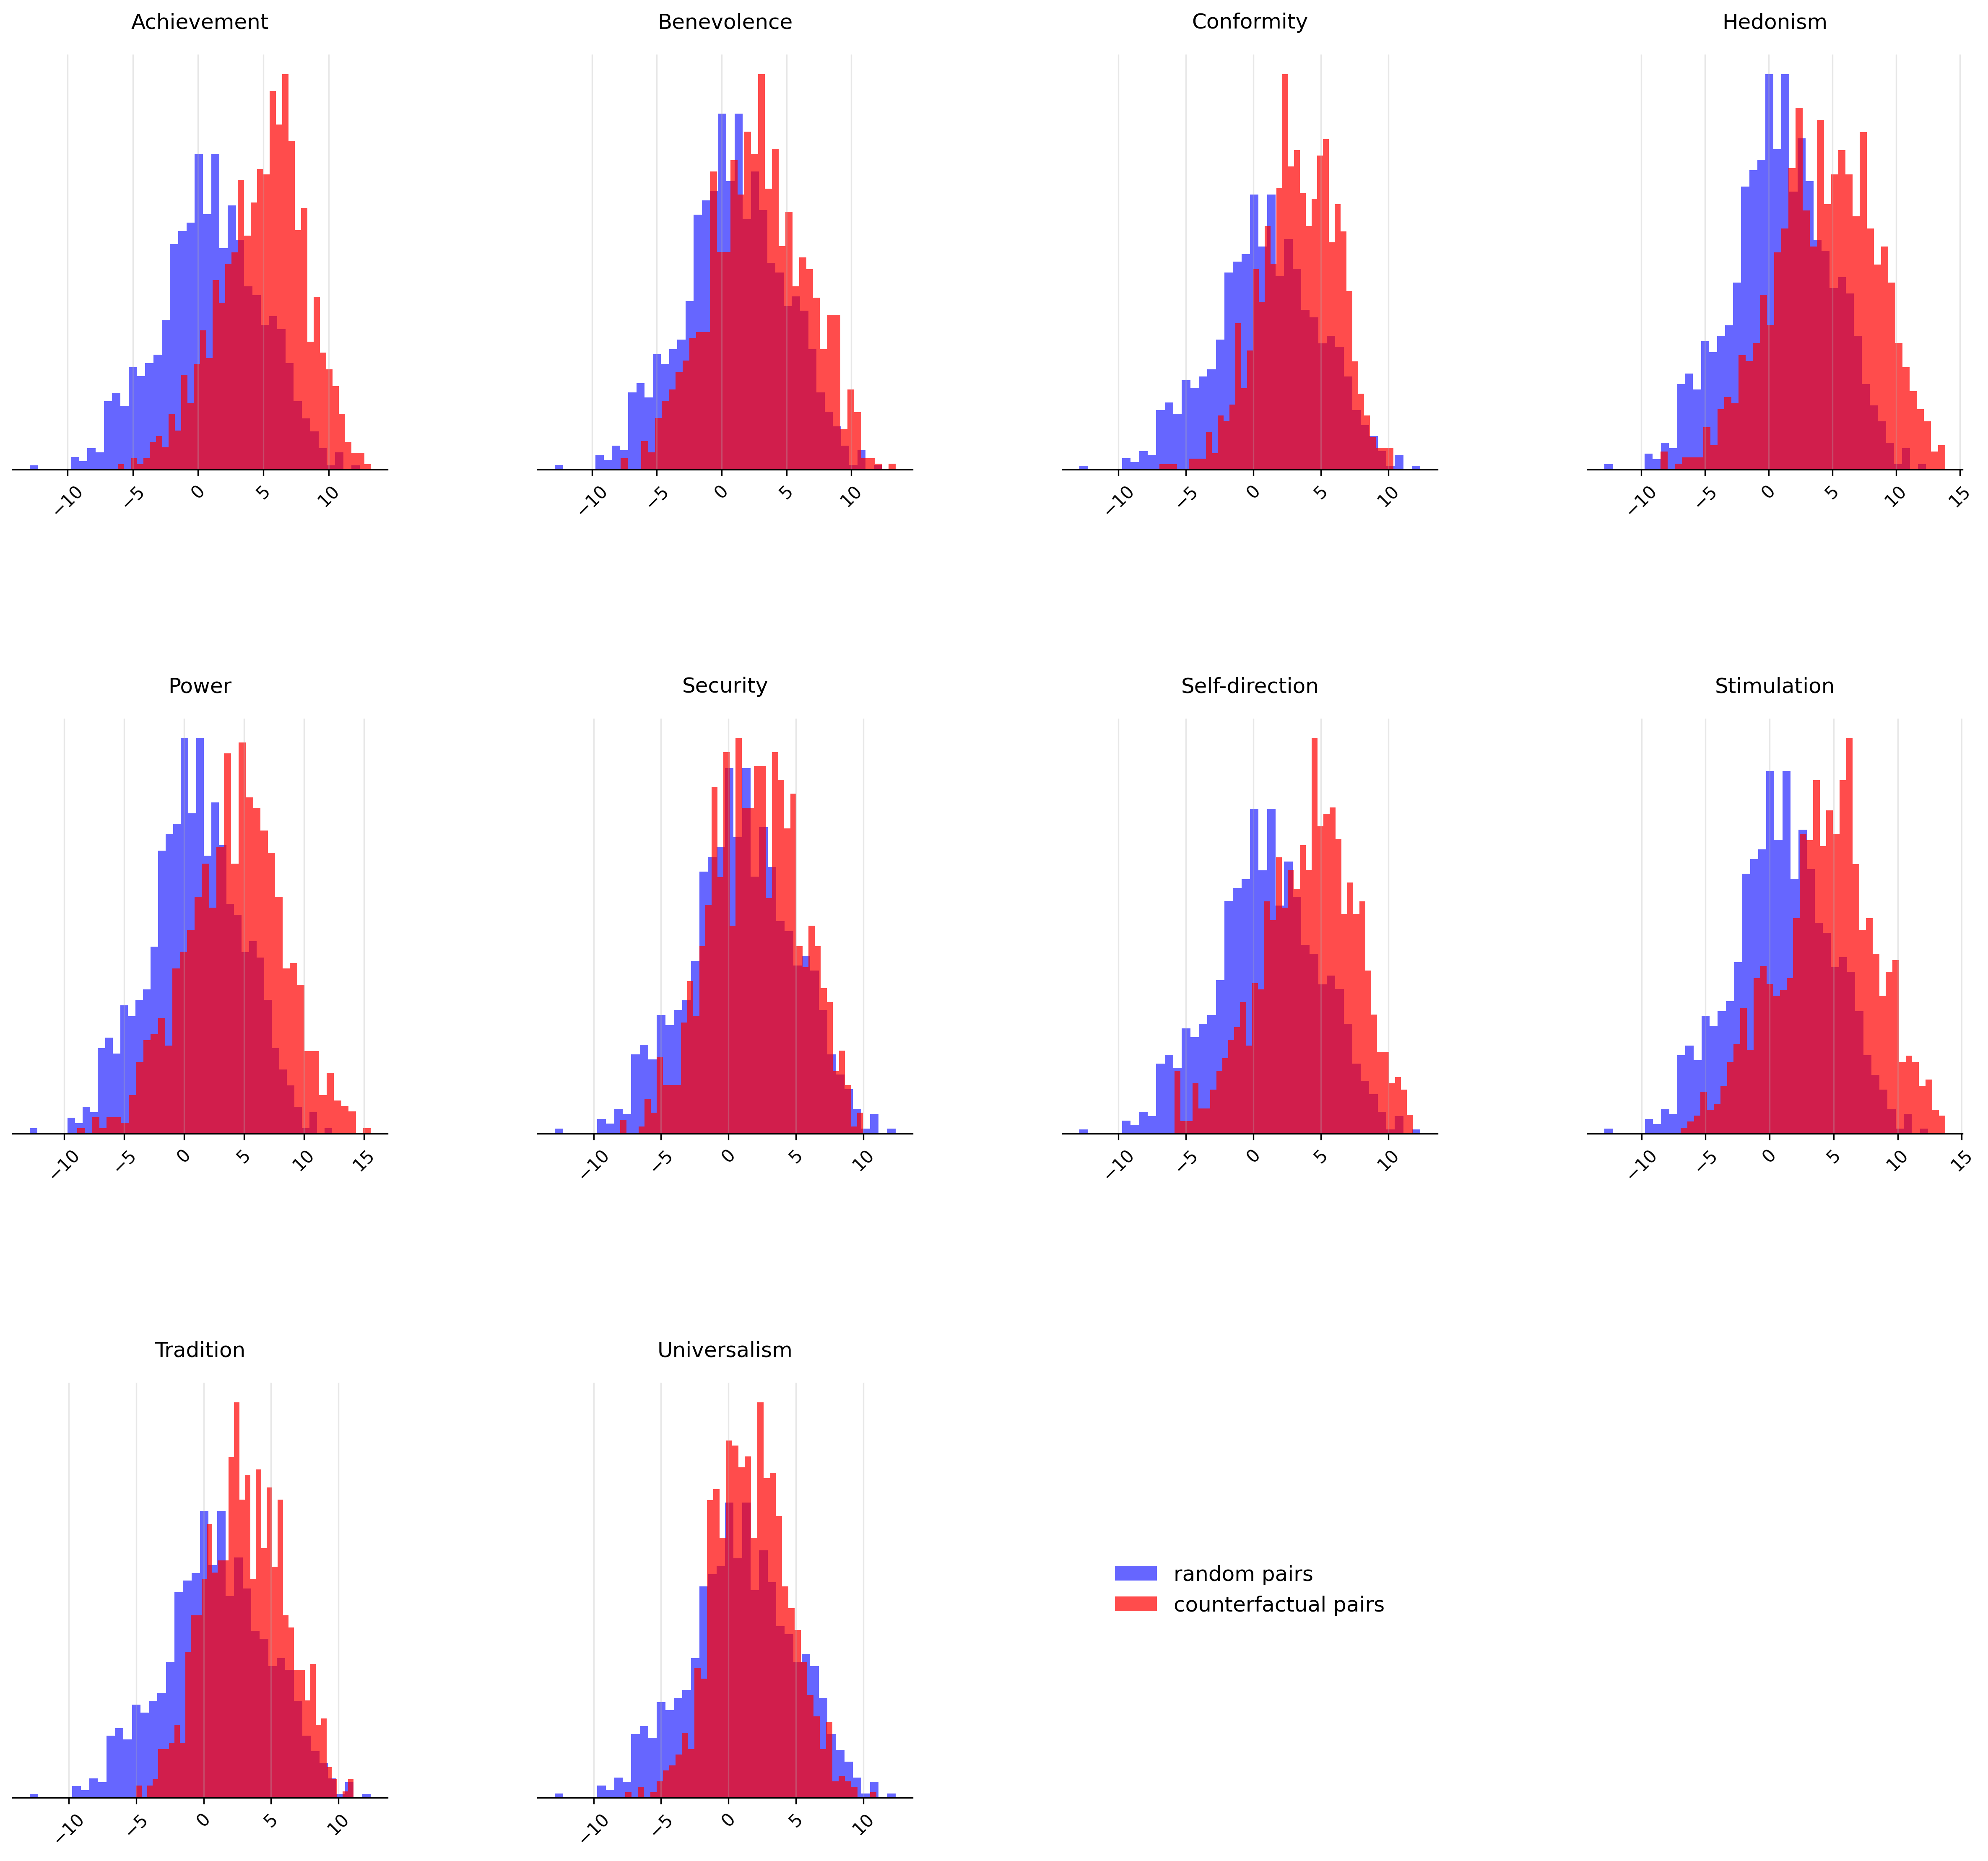 Achievement
Benevolence
Conformity
Hedonism
−10 −5 0 5 10
−10 −5 0 5 10
−10 −5 0 5 10
−10 −5 0 5 10 15
Power
Security
Self-direction
Stimulation
−10 −5 0 5 10 15
−10 −5 0 5 10
−10 −5 0 5 10
−10 −5 0 5 10 15
Tradition
Universalism
random pairs
counterfactual pairs
−10 −5 0 5 10
−10 −5 0 5 10